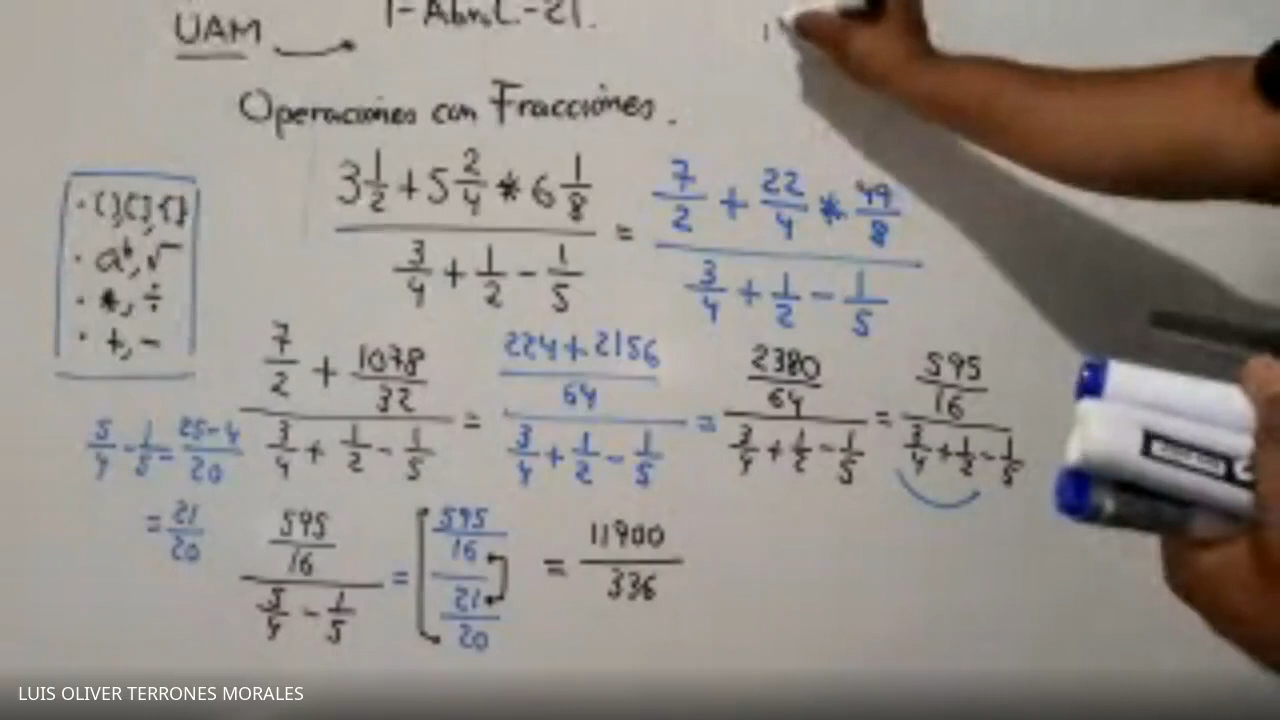 UAM 1-Abril-21.
Operaciones con Fracciones.
· (), [], {}
· aᵇ, √
· *, ÷
· +, -
(3 1/2 + 5 2/4 * 6 1/8) / (3/4 + 1/2 - 1/5) = (7/2 + 22/4 * 49/8) / (3/4 + 1/2 - 1/5)
(7/2 + 1078/32) / (3/4 + 1/2 - 1/5) = ((224+2156)/64) / (3/4 + 1/2 - 1/5) = (2380/64) / (3/4 + 1/2 - 1/5) = (595/16) / (3/4 + 1/2 - 1/5)
5/4 - 1/5 = (25-4)/20
= 21/20
(595/16) / (5/4 - 1/5) = (595/16) / (21/20) = 11900/336
LUIS OLIVER TERRONES MORALES